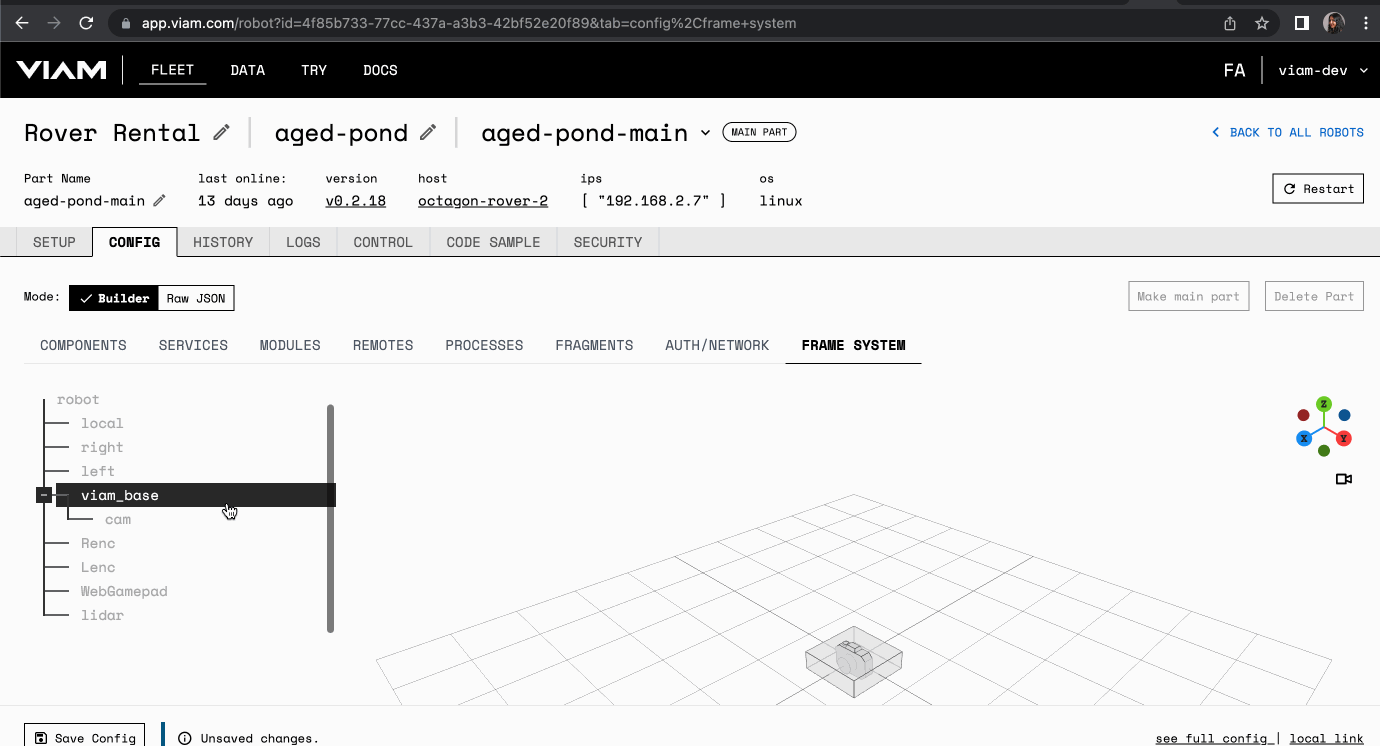 app.viam.com/robot?id=4f85b733-77cc-437a-a3b3-42bf52e20f89&tab=config%2Cframe+system
VIAM FLEET DATA TRY DOCS FA viam-dev
Rover Rental aged-pond aged-pond-main MAIN PART BACK TO ALL ROBOTS
Part Name last online: version host ips os
aged-pond-main 13 days ago v0.2.18 octagon-rover-2 [ "192.168.2.7" ] linux Restart
SETUP CONFIG HISTORY LOGS CONTROL CODE SAMPLE SECURITY
Mode: Builder Raw JSON Make main part Delete Part
COMPONENTS SERVICES MODULES REMOTES PROCESSES FRAGMENTS AUTH/NETWORK FRAME SYSTEM
robot
local
right
left
viam_base
cam
Renc
Lenc
WebGamepad
lidar
Z
X Y
Save Config Unsaved changes. see full config | local link